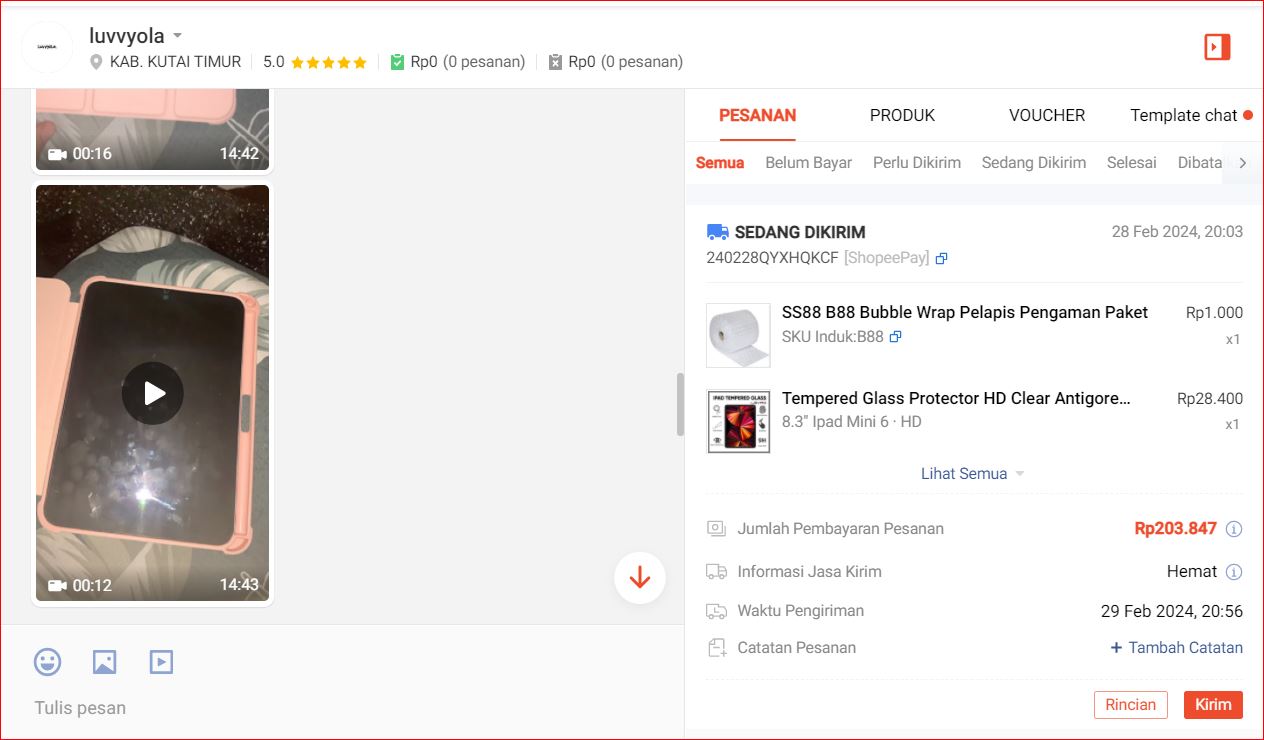 luvvyola
KAB. KUTAI TIMUR
5.0
Rp0 (0 pesanan)
Rp0 (0 pesanan)
00:16
14:42
00:12
14:43
Tulis pesan
PESANAN
PRODUK
VOUCHER
Template chat
Semua
Belum Bayar
Perlu Dikirim
Sedang Dikirim
Selesai
Dibata
SEDANG DIKIRIM
28 Feb 2024, 20:03
240228QYXHQKCF [ShopeePay]
SS88 B88 Bubble Wrap Pelapis Pengaman Paket
Rp1.000
SKU Induk:B88
x1
IPAD TEMPERED GLASS
Tempered Glass Protector HD Clear Antigore...
Rp28.400
8.3" Ipad Mini 6 · HD
x1
Lihat Semua
Jumlah Pembayaran Pesanan
Rp203.847
Informasi Jasa Kirim
Hemat
Waktu Pengiriman
29 Feb 2024, 20:56
Catatan Pesanan
+ Tambah Catatan
Rincian
Kirim